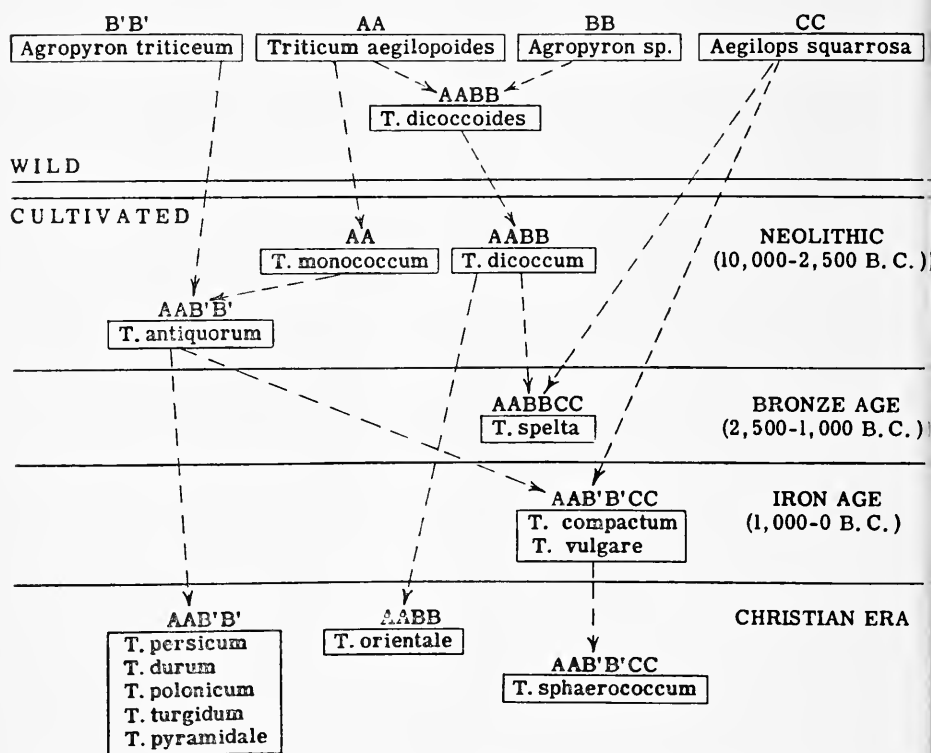 B'B'
AA
BB
CC
Agropyron triticeum
Triticum aegilopoides
Agropyron sp.
Aegilops squarrosa
AABB
T. dicoccoides
WILD
CULTIVATED
AA
AABB
NEOLITHIC
T. monococcum
T. dicoccum
(10,000-2,500 B. C.)
AAB'B'
T. antiquorum
AABBCC
BRONZE AGE
T. spelta
(2,500-1,000 B. C.)
AAB'B'CC
IRON AGE
T. compactum
(1,000-0 B. C.)
T. vulgare
AAB'B'
AABB
CHRISTIAN ERA
T. persicum
T. orientale
T. durum
AAB'B'CC
T. polonicum
T. sphaerococcum
T. turgidum
T. pyramidale